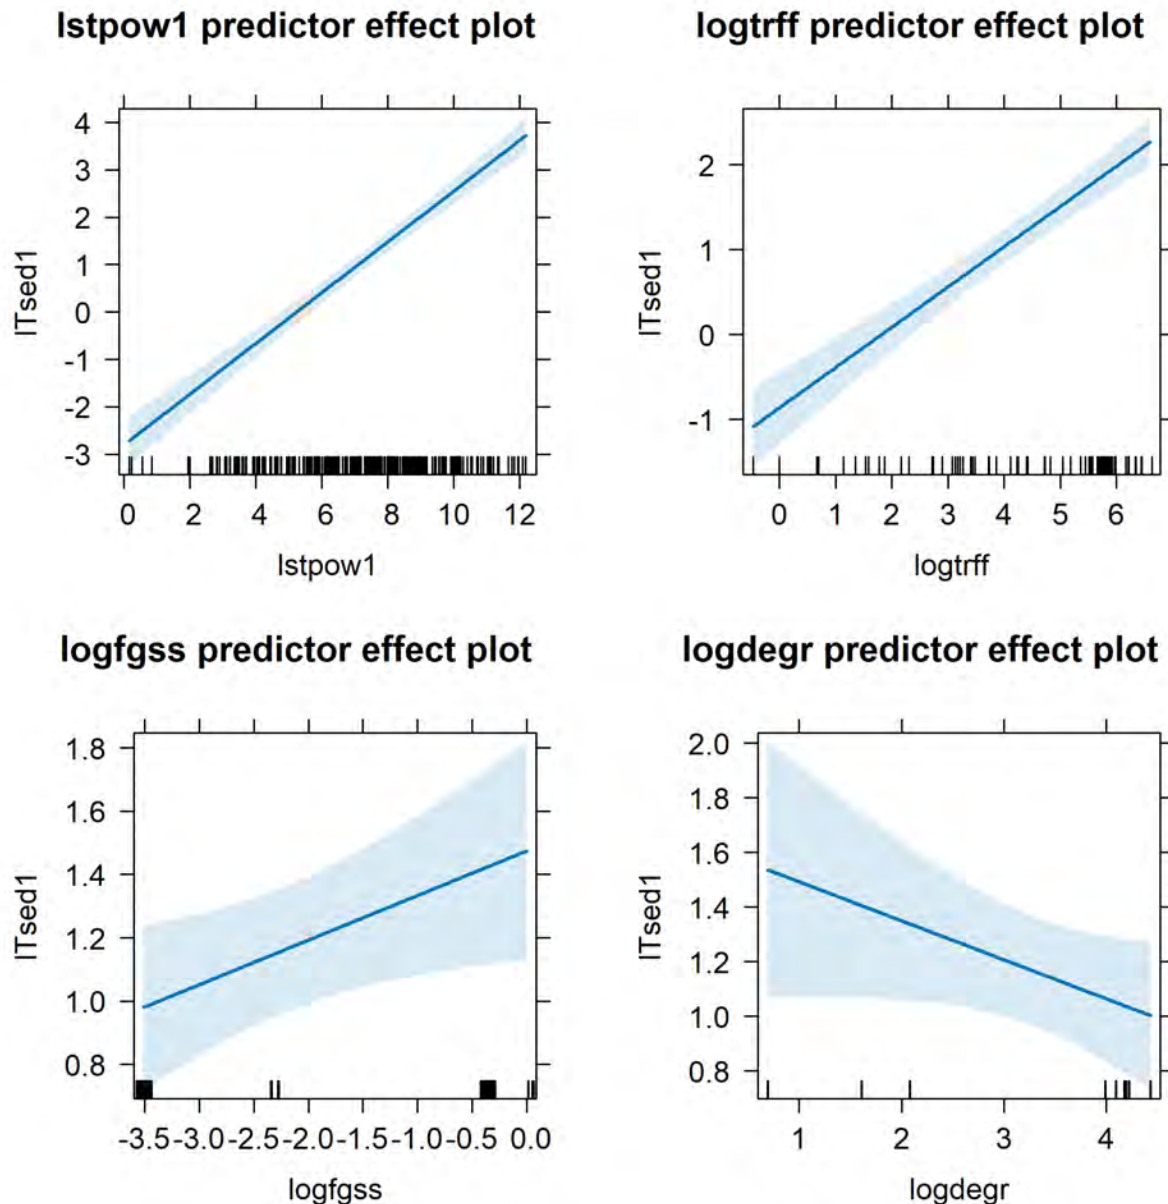 lstpow1 predictor effect plot
4
3
2
1
0
-1
-2
-3
lTsed1
0 2 4 6 8 10 12
lstpow1
logtrff predictor effect plot
2
1
0
-1
lTsed1
0 1 2 3 4 5 6
logtrff
logfgss predictor effect plot
1.8
1.6
1.4
1.2
1.0
0.8
lTsed1
-3.5 -3.0 -2.5 -2.0 -1.5 -1.0 -0.5 0.0
logfgss
logdegr predictor effect plot
2.0
1.8
1.6
1.4
1.2
1.0
0.8
lTsed1
1 2 3 4
logdegr